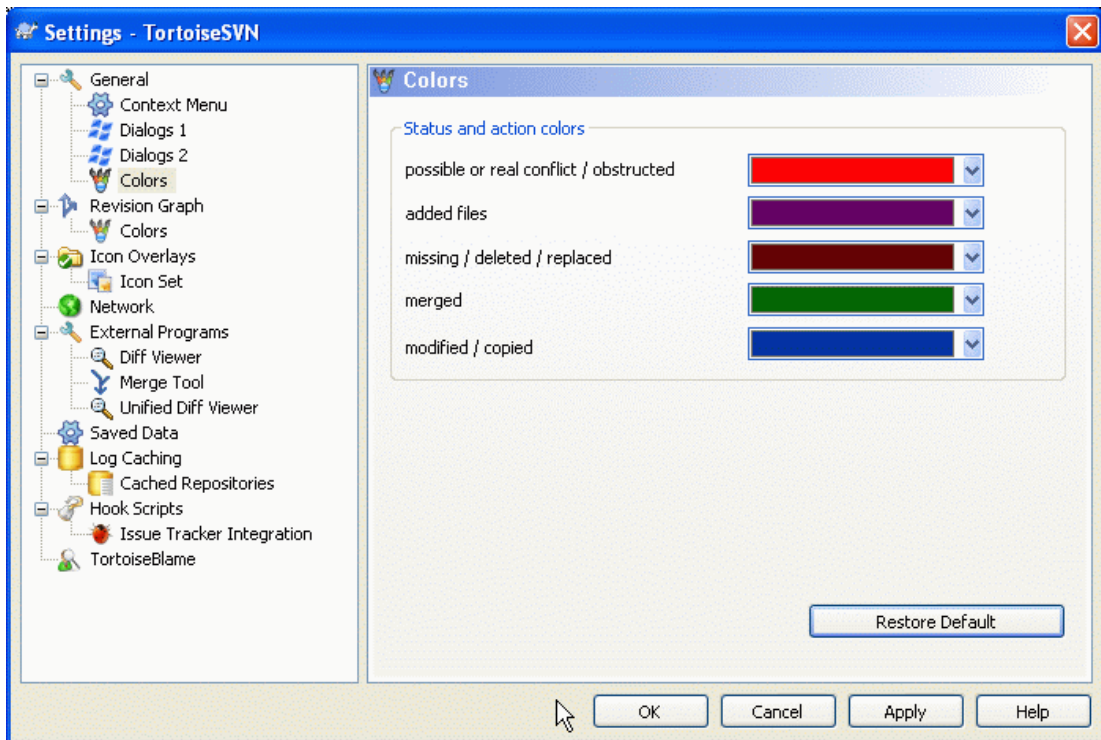 Settings - TortoiseSVN
General
Context Menu
Dialogs 1
Dialogs 2
Colors
Revision Graph
Colors
Icon Overlays
Icon Set
Network
External Programs
Diff Viewer
Merge Tool
Unified Diff Viewer
Saved Data
Log Caching
Cached Repositories
Hook Scripts
Issue Tracker Integration
TortoiseBlame
Colors
Status and action colors
possible or real conflict / obstructed
added files
missing / deleted / replaced
merged
modified / copied
Restore Default
OK
Cancel
Apply
Help